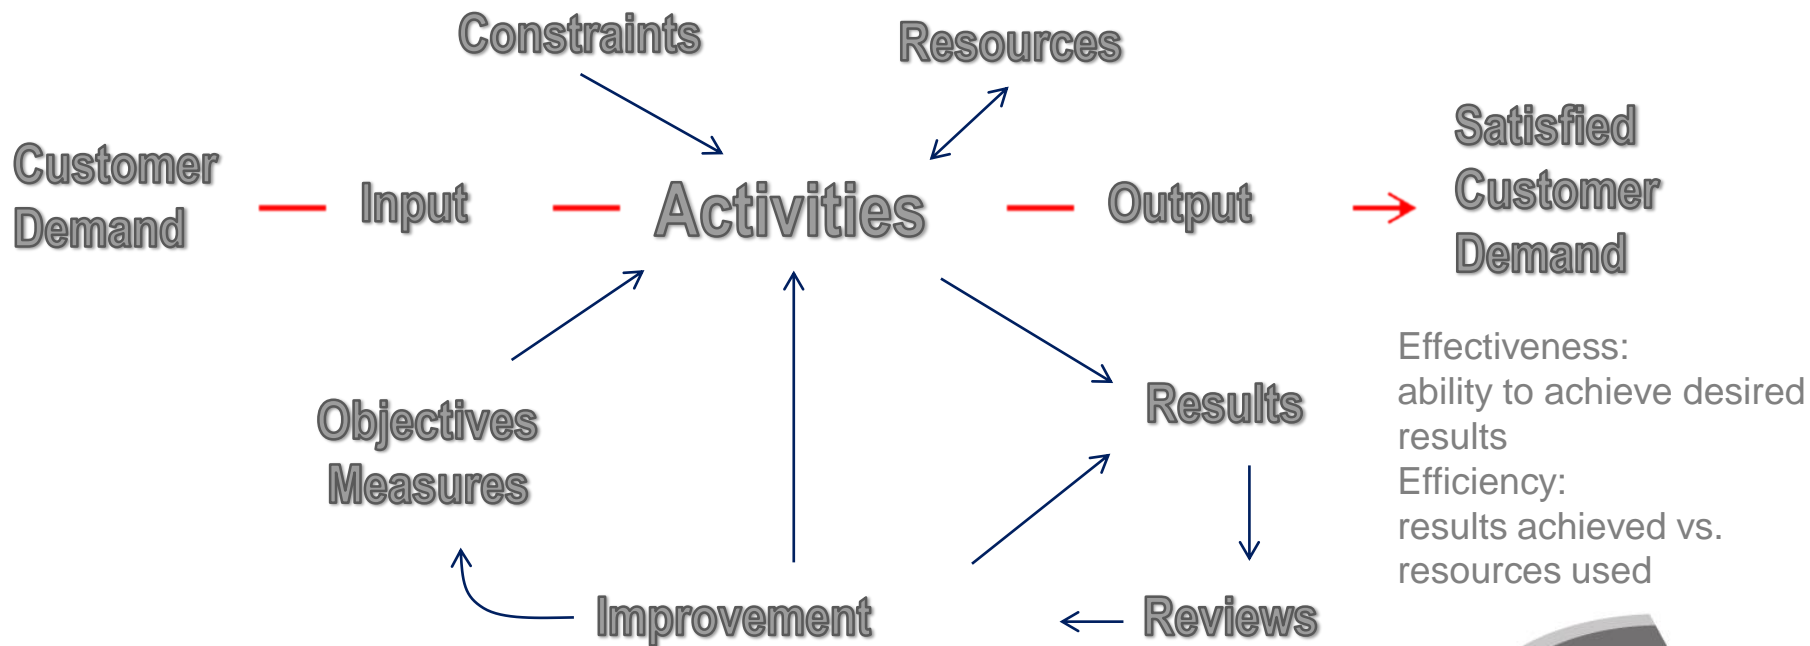 Constraints
Resources
Customer
Demand
Input
Activities
Output
Satisfied
Customer
Demand
Objectives
Measures
Results
Improvement
Reviews
Effectiveness:
ability to achieve desired
results
Efficiency:
results achieved vs.
resources used